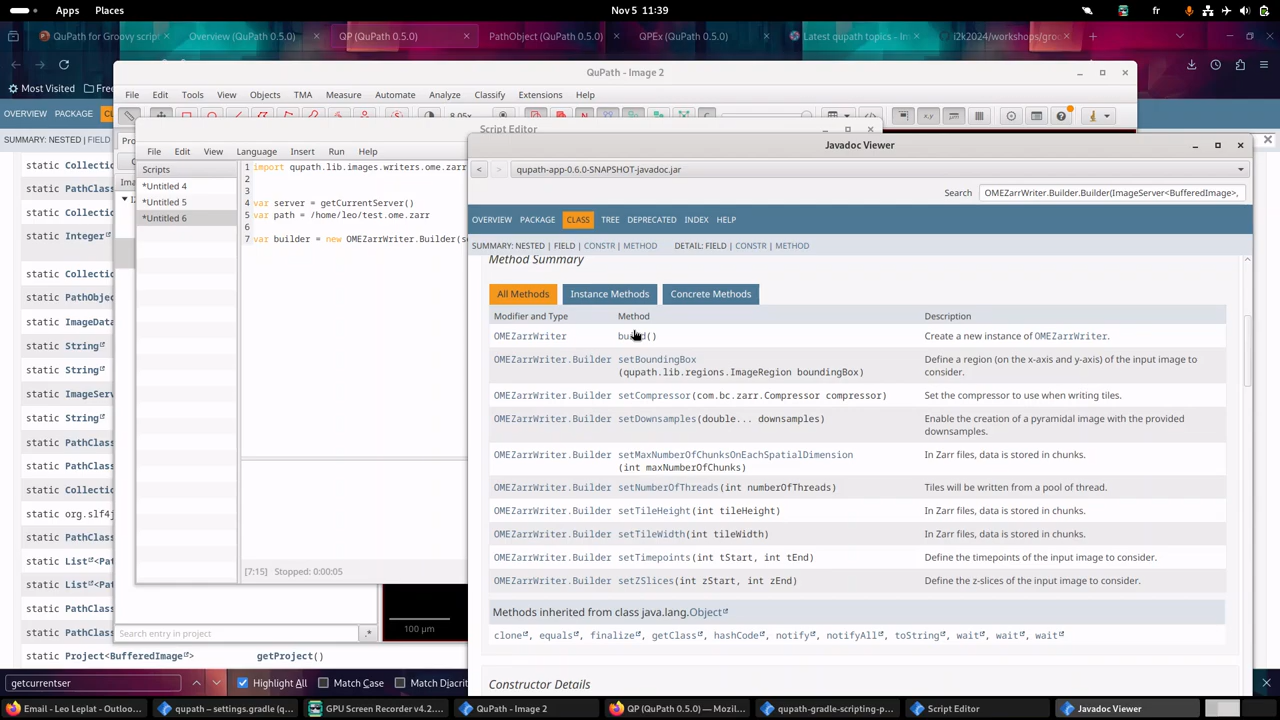 Apps Places
Nov 5 11:39
fr
QuPath for Groovy scrip
Overview (QuPath 0.5.0)
QP (QuPath 0.5.0)
PathObject (QuPath 0.5.0)
QPEx (QuPath 0.5.0)
Latest qupath topics - In
i2k2024/workshops/gro
QuPath - Image 2
Most Visited
File Edit Tools View Objects TMA Measure Automate Analyze Classify Extensions Help
OVERVIEW PACKAGE
8.05x
SUMMARY: NESTED | FIELD
Script Editor
Javadoc Viewer
File Edit View Language Insert Run Help
< > qupath-app-0.6.0-SNAPSHOT-javadoc.jar
Search OMEZarrWriter.Builder.Builder(ImageServer<BufferedImage>,
OVERVIEW PACKAGE CLASS TREE DEPRECATED INDEX HELP
SUMMARY: NESTED | FIELD | CONSTR | METHOD DETAIL: FIELD | CONSTR | METHOD
Scripts
*Untitled 4
*Untitled 5
*Untitled 6
1 import qupath.lib.images.writers.ome.zarr
2
3
4 var server = getCurrentServer()
5 var path = /home/leo/test.ome.zarr
6
7 var builder = new OMEZarrWriter.Builder(se
[7:15] Stopped: 0:00:05
Method Summary
All Methods Instance Methods Concrete Methods
Modifier and Type Method Description
OMEZarrWriter build() Create a new instance of OMEZarrWriter.
OMEZarrWriter.Builder setBoundingBox Define a region (on the x-axis and y-axis) of the input image to
(qupath.lib.regions.ImageRegion boundingBox) consider.
OMEZarrWriter.Builder setCompressor(com.bc.zarr.Compressor compressor) Set the compressor to use when writing tiles.
OMEZarrWriter.Builder setDownsamples(double... downsamples) Enable the creation of a pyramidal image with the provided
downsamples.
OMEZarrWriter.Builder setMaxNumberOfChunksOnEachSpatialDimension In Zarr files, data is stored in chunks.
(int maxNumberOfChunks)
OMEZarrWriter.Builder setNumberOfThreads(int numberOfThreads) Tiles will be written from a pool of thread.
OMEZarrWriter.Builder setTileHeight(int tileHeight) In Zarr files, data is stored in chunks.
OMEZarrWriter.Builder setTileWidth(int tileWidth) In Zarr files, data is stored in chunks.
OMEZarrWriter.Builder setTimepoints(int tStart, int tEnd) Define the timepoints of the input image to consider.
OMEZarrWriter.Builder setZSlices(int zStart, int zEnd) Define the z-slices of the input image to consider.
Methods inherited from class java.lang.Object
clone, equals, finalize, getClass, hashCode, notify, notifyAll, toString, wait, wait, wait
Constructor Details
static Collectio
static PathClass
static Collectio
static Integer
static Collectio
static PathObjec
static ImageData
static String
static String
static ImageServ
static String
static PathClass
static PathClass
static Collectio
static org.slf4j
static PathClass
static List<Pat
static List<Pat
static PathClass
static PathClass
static Project<BufferedImage> getProject()
Search entry in project .*
100 μm
getcurrentser Highlight All Match Case Match Diacrit
Email - Leo Leplat - Outloo...
qupath – settings.gradle (q...
GPU Screen Recorder v4.2....
QuPath - Image 2
QP (QuPath 0.5.0) — Mozil...
qupath-gradle-scripting-p...
Script Editor
Javadoc Viewer